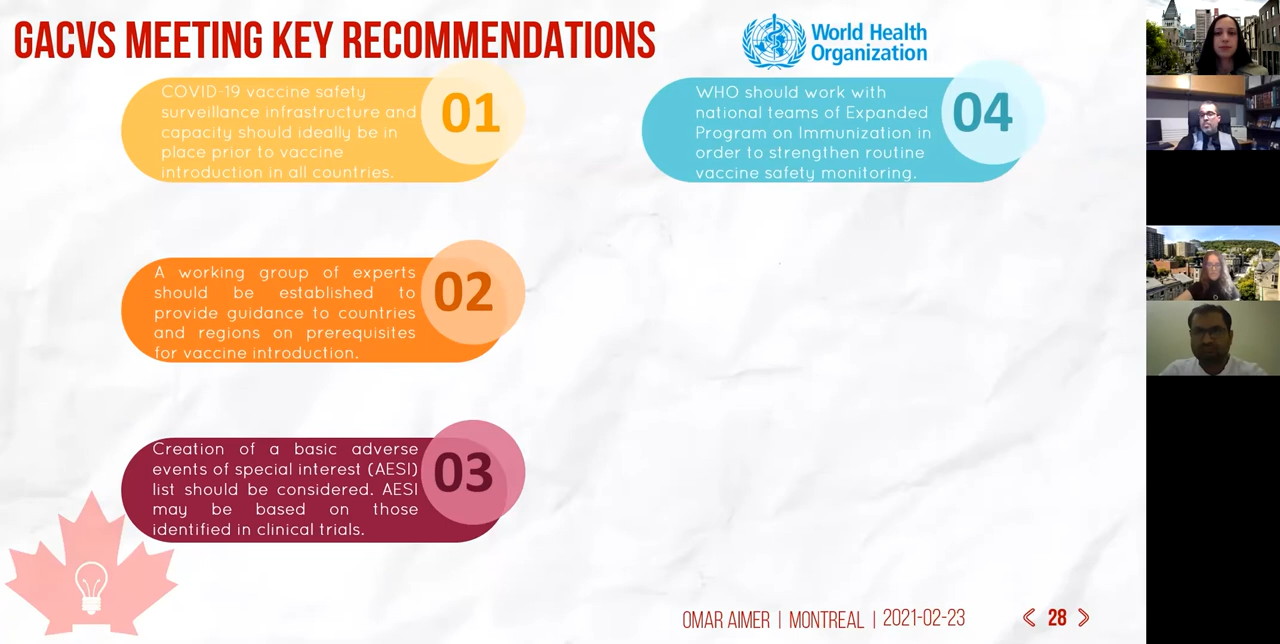 GACVS MEETING KEY RECOMMENDATIONS
World Health
Organization
COVID-19 vaccine safety
surveillance infrastructure and
capacity should ideally be in
place prior to vaccine
introduction in all countries.
01
A working group of experts
should be established to
provide guidance to countries
and regions on prerequisites
for vaccine introduction.
02
Creation of a basic adverse
events of special interest (AESI)
list should be considered. AESI
may be based on those
identified in clinical trials.
03
WHO should work with
national teams of Expanded
Program on Immunization in
order to strengthen routine
vaccine safety monitoring.
04
OMAR AIMER | MONTREAL | 2021-02-23
28